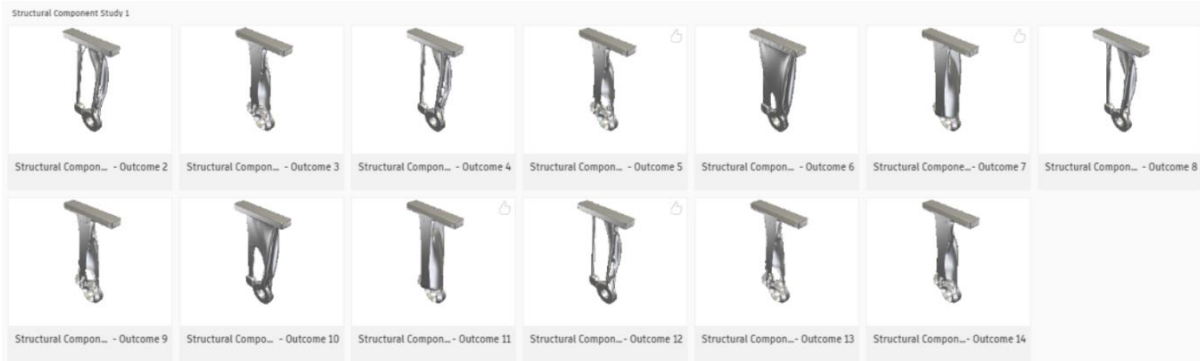 Structural Component Study 1
Structural Compon... - Outcome 2
Structural Compon... - Outcome 3
Structural Compon... - Outcome 4
Structural Compon... - Outcome 5
Structural Compon... - Outcome 6
Structural Compone...- Outcome 7
Structural Compon... - Outcome 8
Structural Compon... - Outcome 9
Structural Compo... - Outcome 10
Structural Compon...- Outcome 11
Structural Compon...- Outcome 12
Structural Compon...- Outcome 13
Structural Compon...- Outcome 14